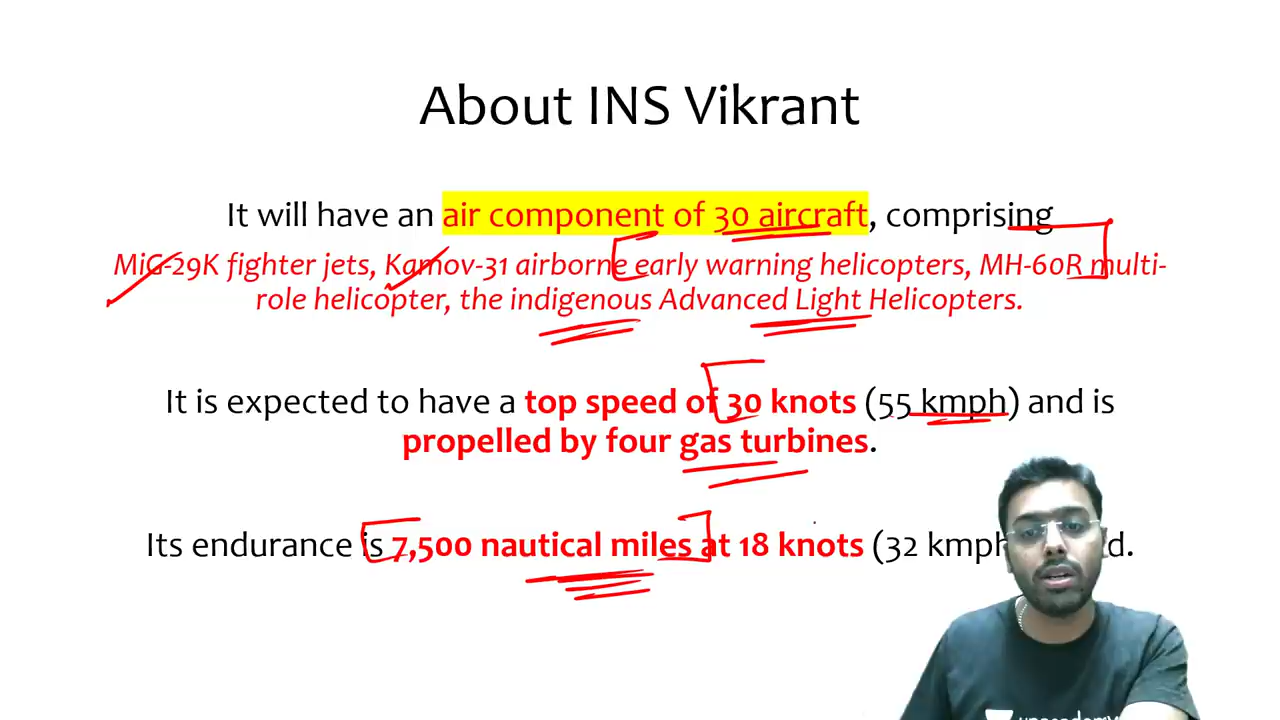 About INS Vikrant
It will have an air component of 30 aircraft, comprising
MiG-29K fighter jets, Kamov-31 airborne early warning helicopters, MH-60R multi-
role helicopter, the indigenous Advanced Light Helicopters.
It is expected to have a top speed of 30 knots (55 kmph) and is
propelled by four gas turbines.
Its endurance is 7,500 nautical miles at 18 knots (32 kmph